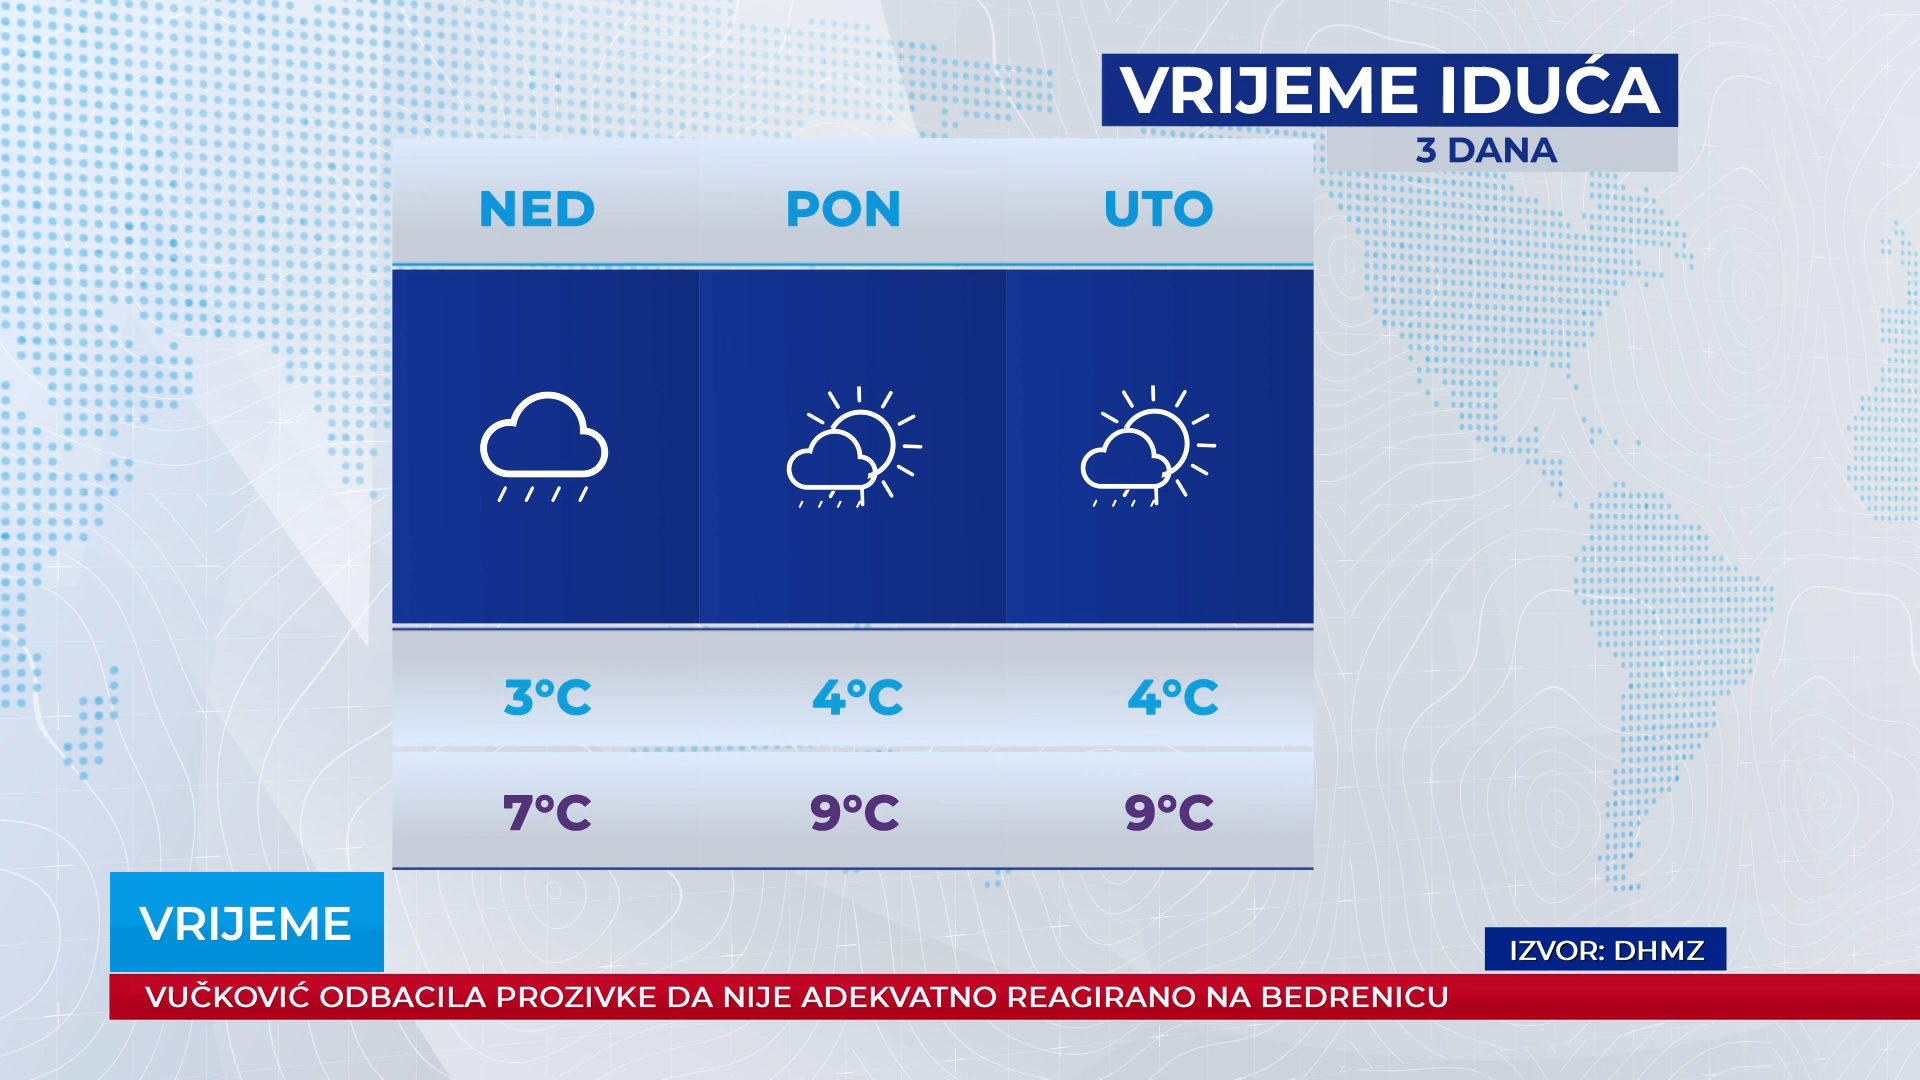 VRIJEME IDUĆA
3 DANA
NED PON UTO
3°C 4°C 4°C
7°C 9°C 9°C
VRIJEME
IZVOR: DHMZ
VUČKOVIĆ ODBACILA PROZIVKE DA NIJE ADEKVATNO REAGIRANO NA BEDRENICU